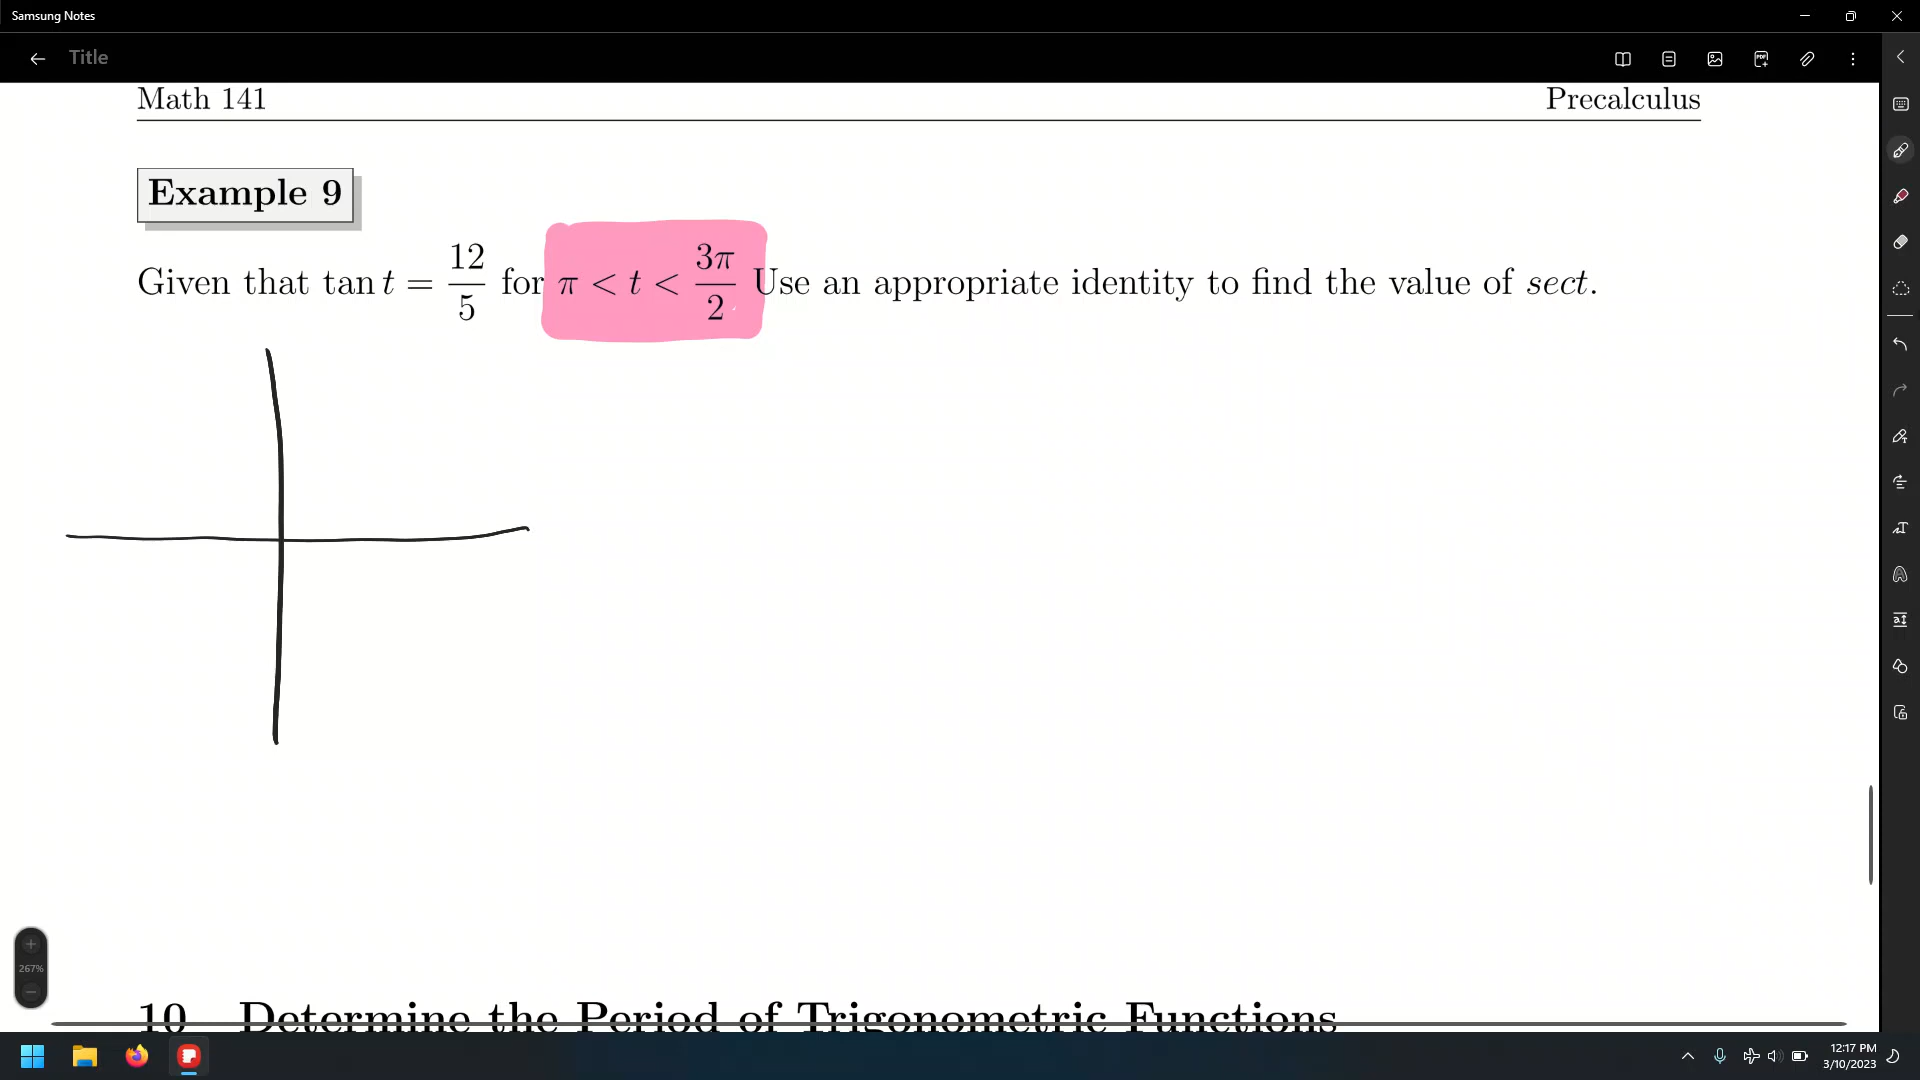 Samsung Notes
Title
Math 141 Precalculus
Example 9
Given that tan t = 12/5 for π < t < 3π/2 Use an appropriate identity to find the value of sect.
267%
10 Determine the Period of Trigonometric Functions
12:17 PM
3/10/2023